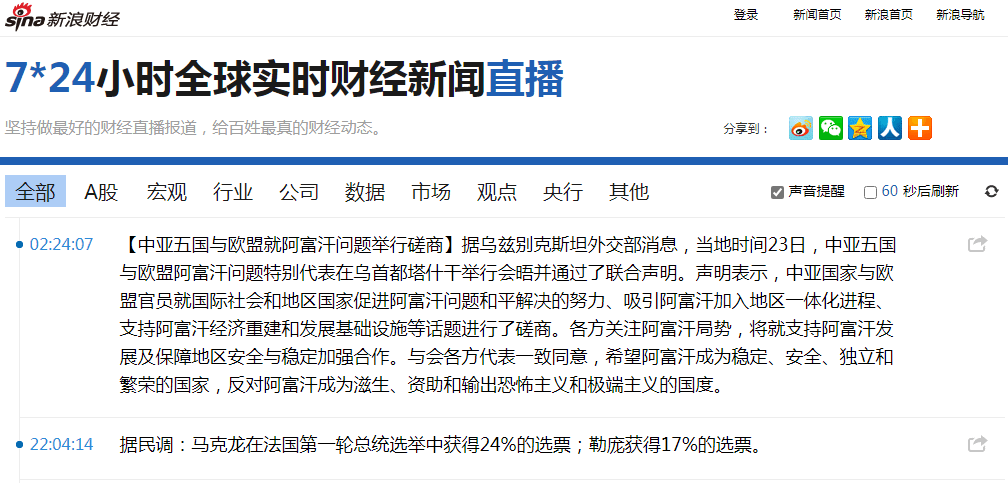 sina 新浪财经 登录 新闻首页 新浪首页 新浪导航
7*24小时全球实时财经新闻直播
坚持做最好的财经直播报道，给百姓最真的财经动态。 分享到：
全部 A股 宏观 行业 公司 数据 市场 观点 央行 其他 声音提醒 60 秒后刷新
02:24:07 【中亚五国与欧盟就阿富汗问题举行磋商】据乌兹别克斯坦外交部消息，当地时间23日，中亚五国
与欧盟阿富汗问题特别代表在乌首都塔什干举行会晤并通过了联合声明。声明表示，中亚国家与欧
盟官员就国际社会和地区国家促进阿富汗问题和平解决的努力、吸引阿富汗加入地区一体化进程、
支持阿富汗经济重建和发展基础设施等话题进行了磋商。各方关注阿富汗局势，将就支持阿富汗发
展及保障地区安全与稳定加强合作。与会各方代表一致同意，希望阿富汗成为稳定、安全、独立和
繁荣的国家，反对阿富汗成为滋生、资助和输出恐怖主义和极端主义的国度。
22:04:14 据民调：马克龙在法国第一轮总统选举中获得24%的选票；勒庞获得17%的选票。